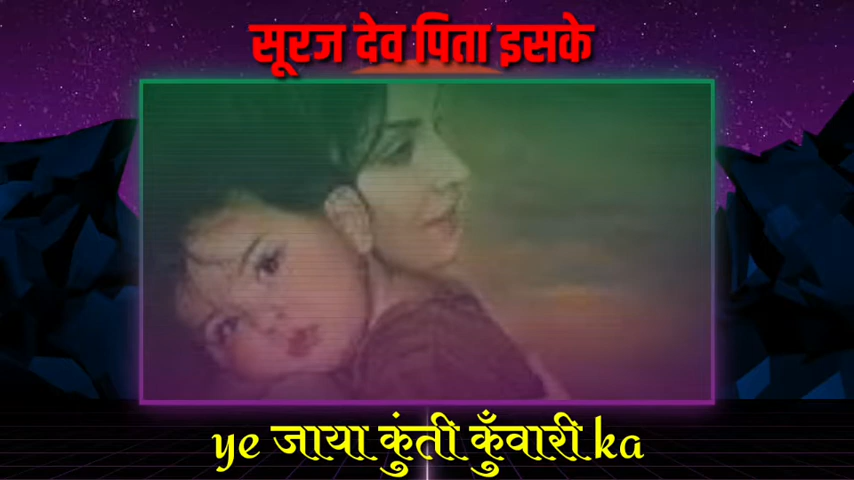 सूरज देव पिता इसके
ye जाया कुंती कुँवारी ka